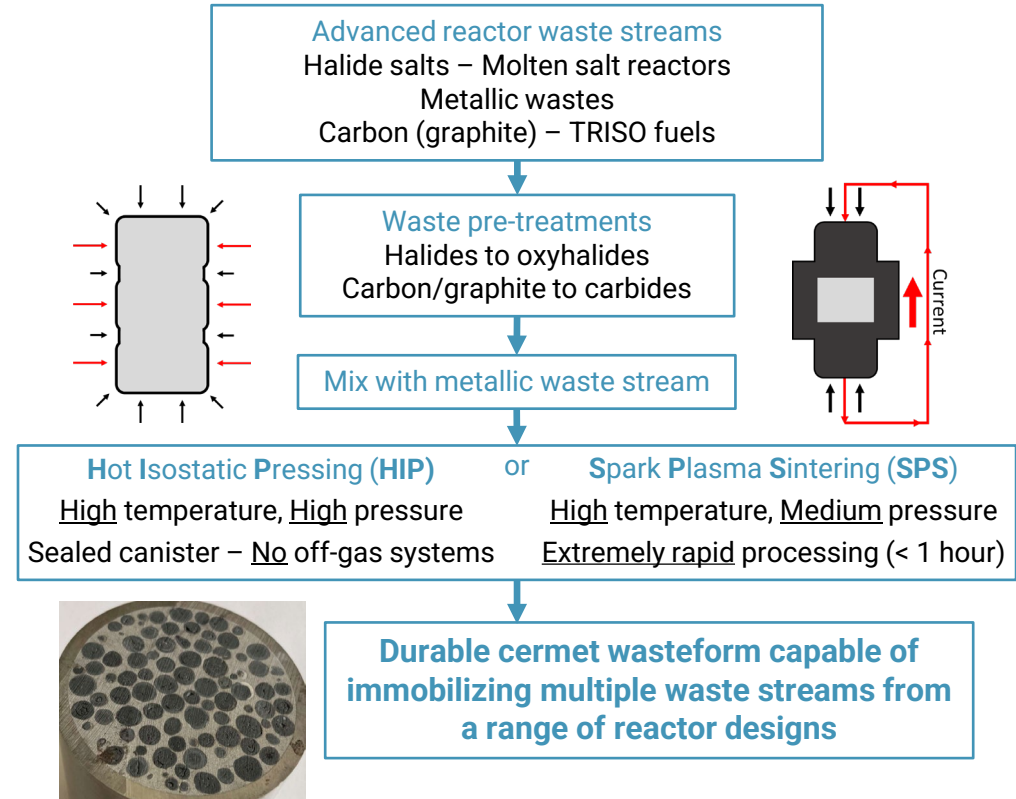 Advanced reactor waste streams
Halide salts – Molten salt reactors
Metallic wastes
Carbon (graphite) – TRISO fuels
Waste pre-treatments
Halides to oxyhalides
Carbon/graphite to carbides
Current
Mix with metallic waste stream
Hot Isostatic Pressing (HIP)
High temperature, High pressure
Sealed canister – No off-gas systems
or
Spark Plasma Sintering (SPS)
High temperature, Medium pressure
Extremely rapid processing (< 1 hour)
Durable cermet wasteform capable of
immobilizing multiple waste streams from
a range of reactor designs